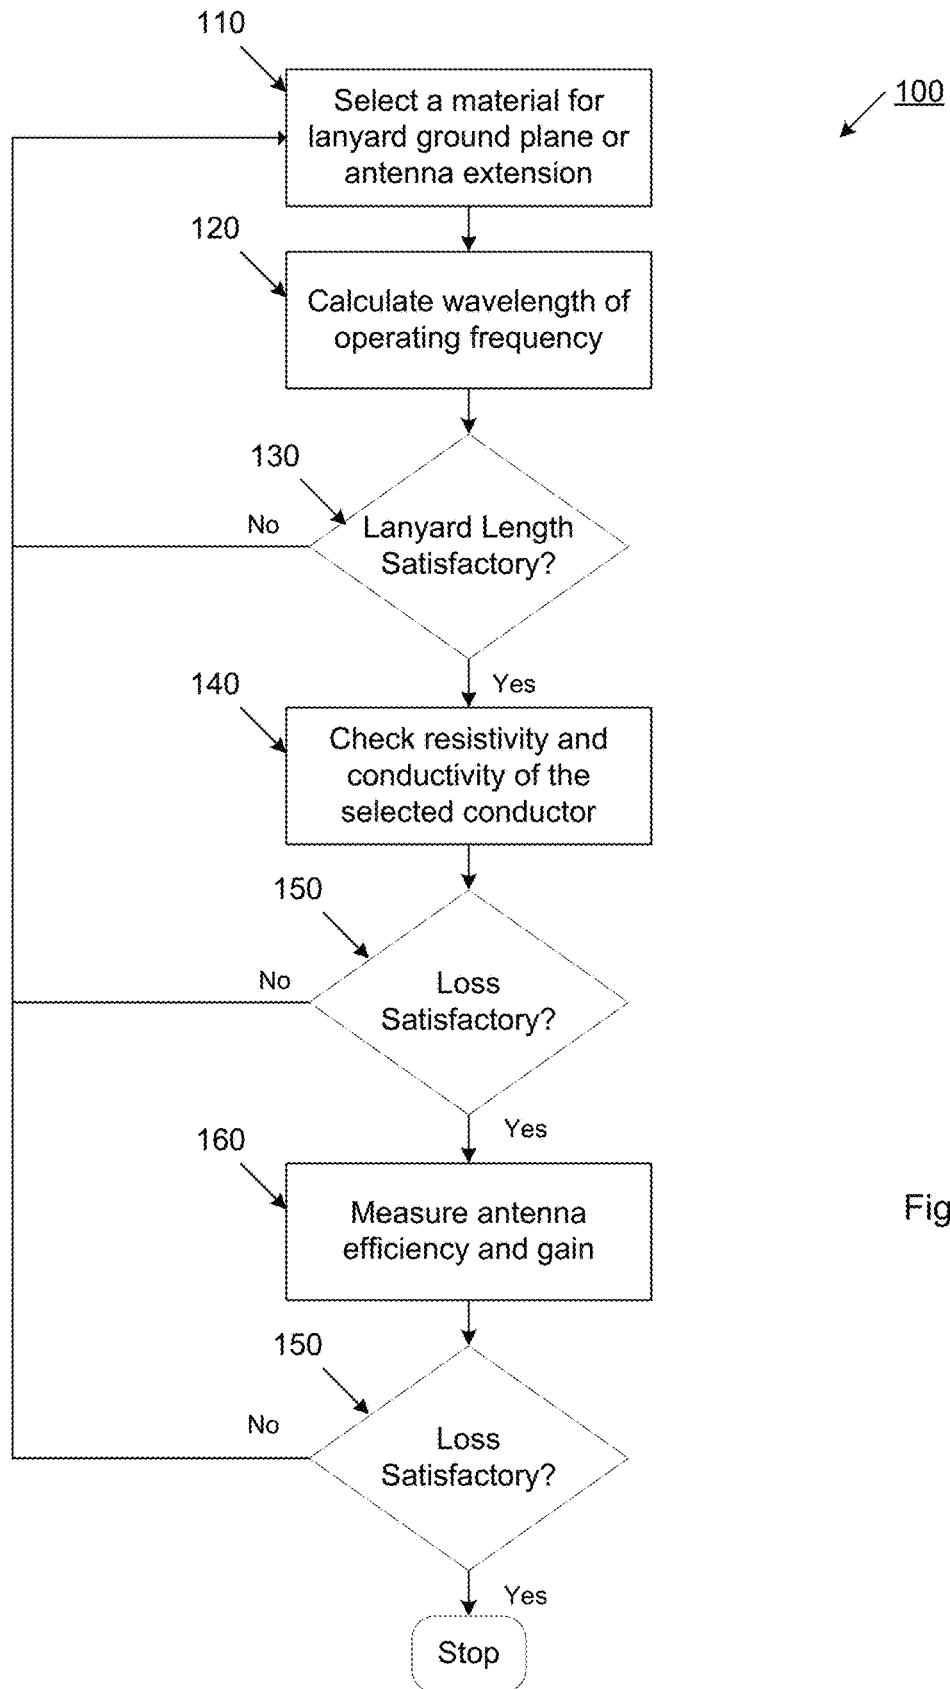 110
100
Select a material for
lanyard ground plane or
antenna extension
120
Calculate wavelength of
operating frequency
130
No
Lanyard Length
Satisfactory?
Yes
140
Check resistivity and
conductivity of the
selected conductor
150
No
Loss
Satisfactory?
Yes
160
Measure antenna
efficiency and gain
Fig
150
No
Loss
Satisfactory?
Yes
Stop